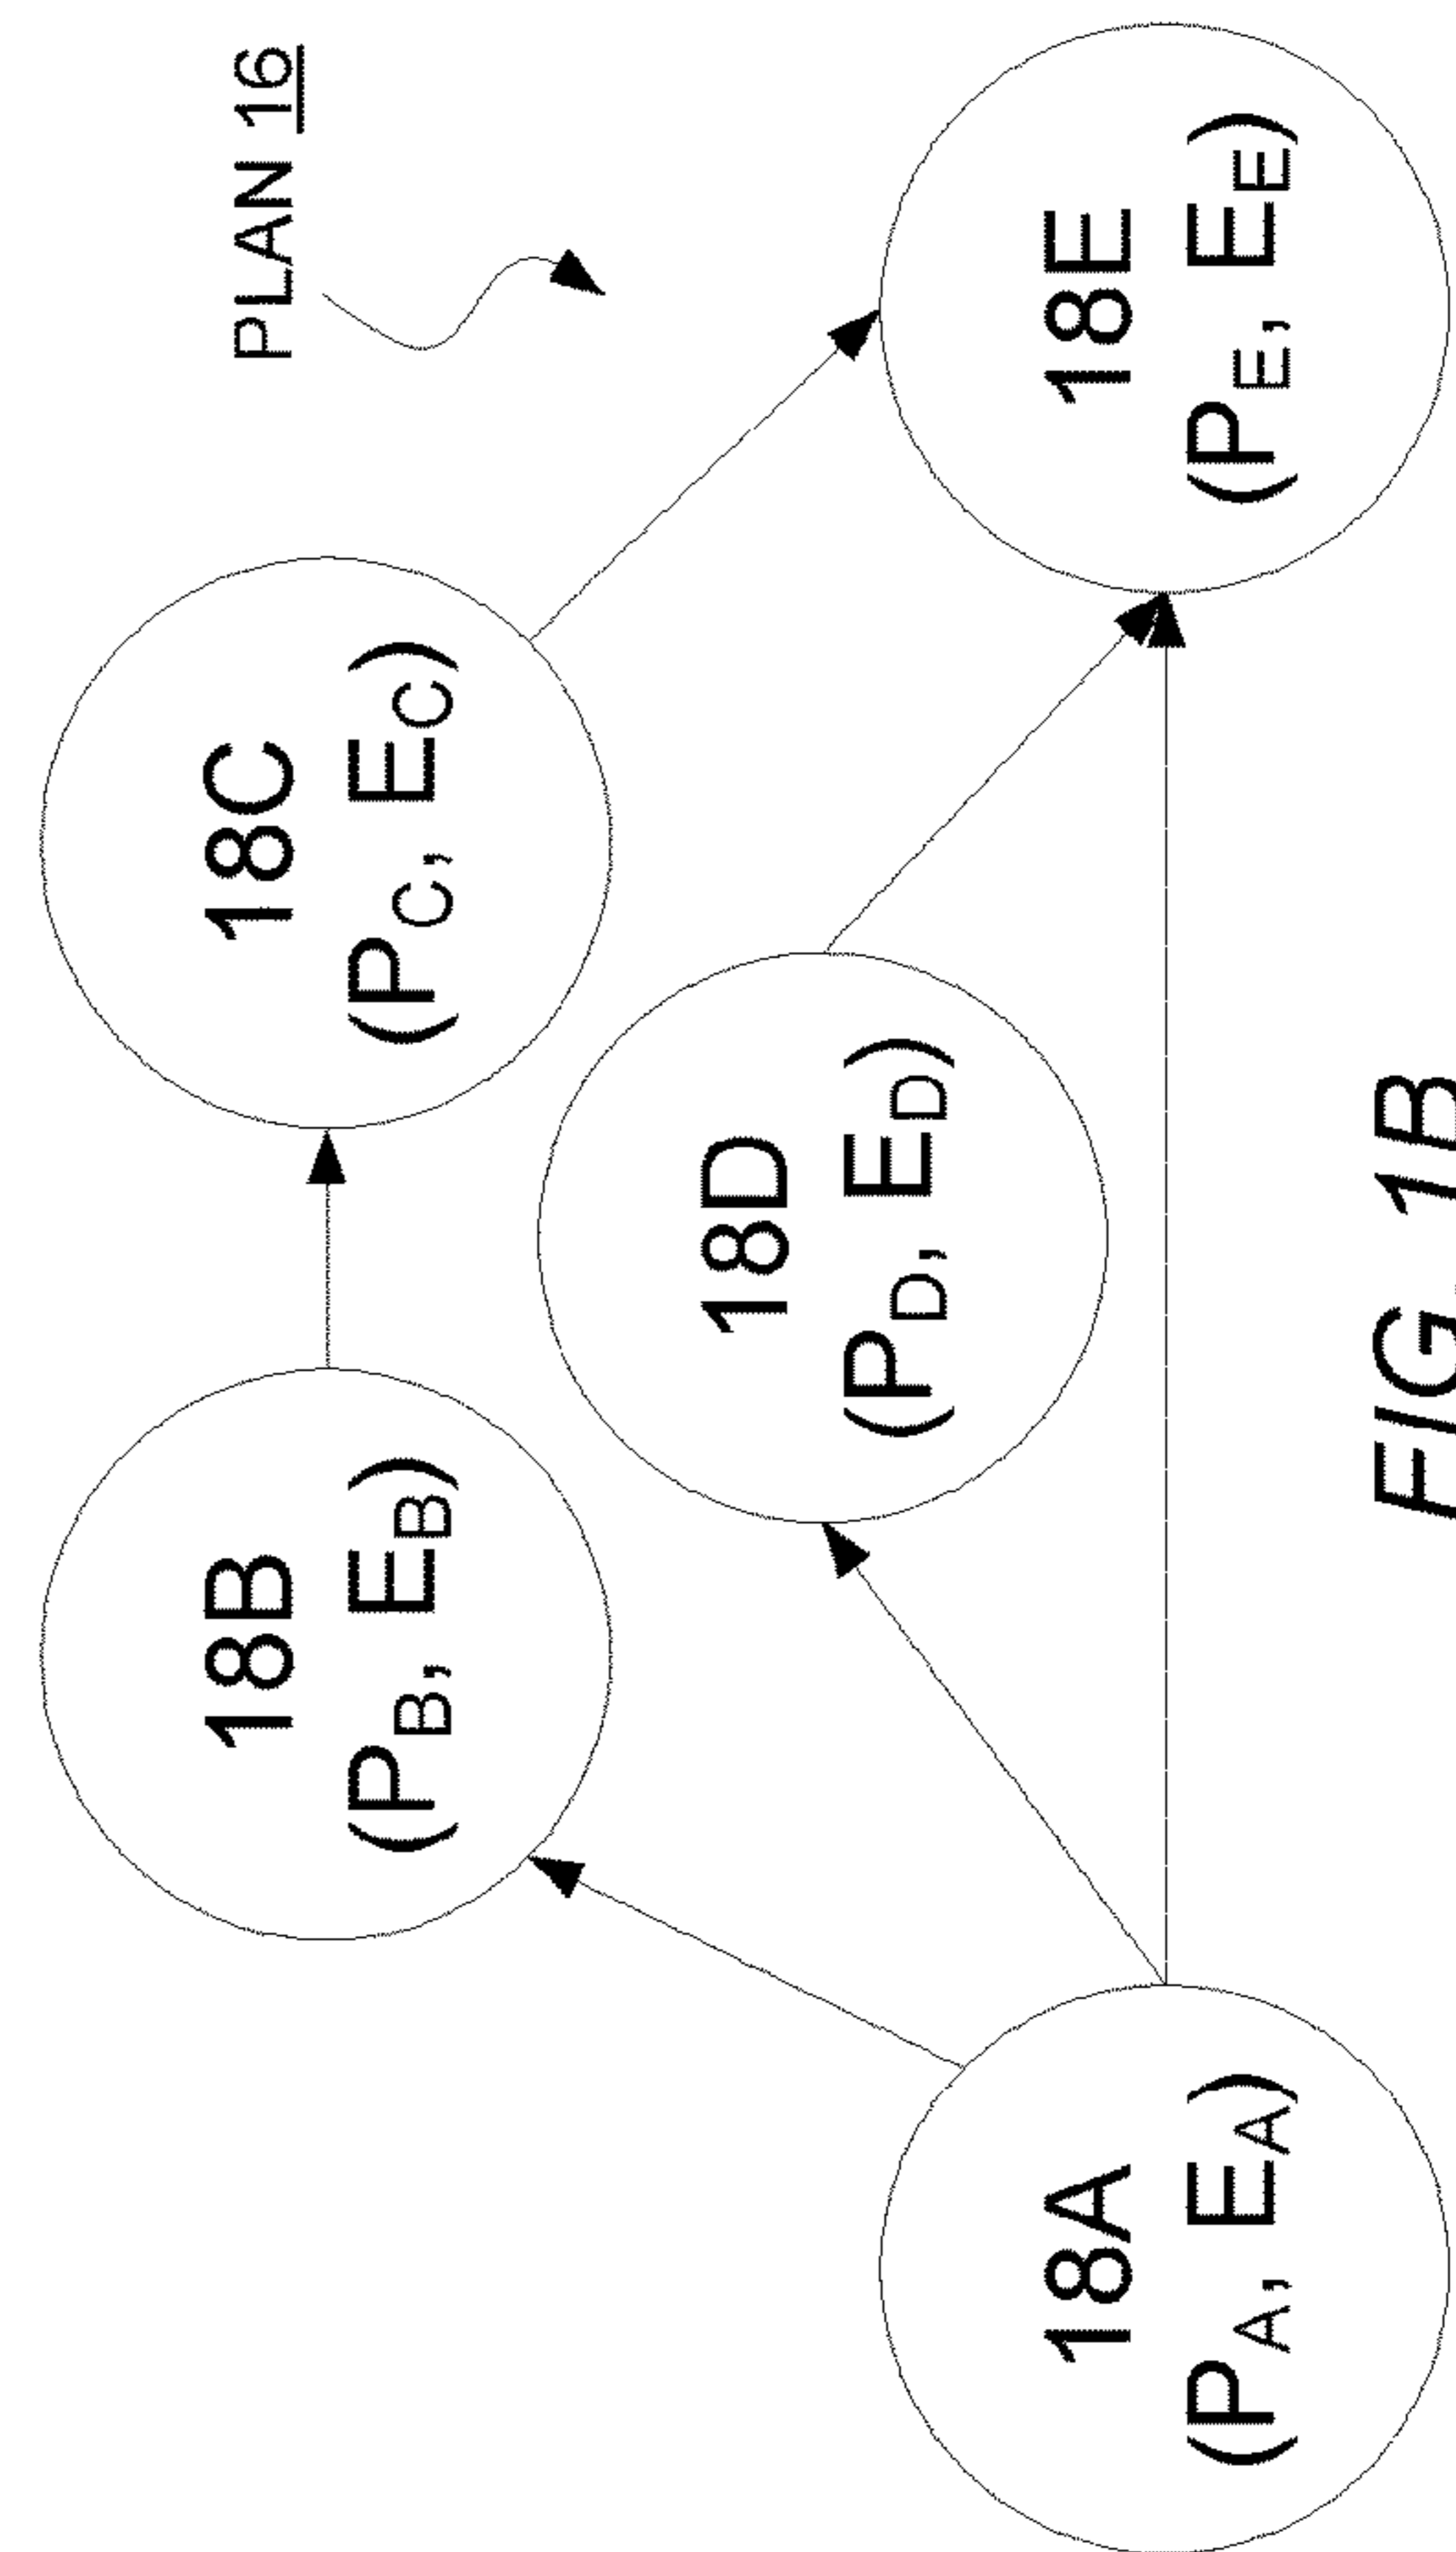 PLAN 16
18B
(PB, EB)
18C
(PC, EC)
18D
(PD, ED)
18A
(PA, EA)
18E
(PE, EE)
FIG. 1B